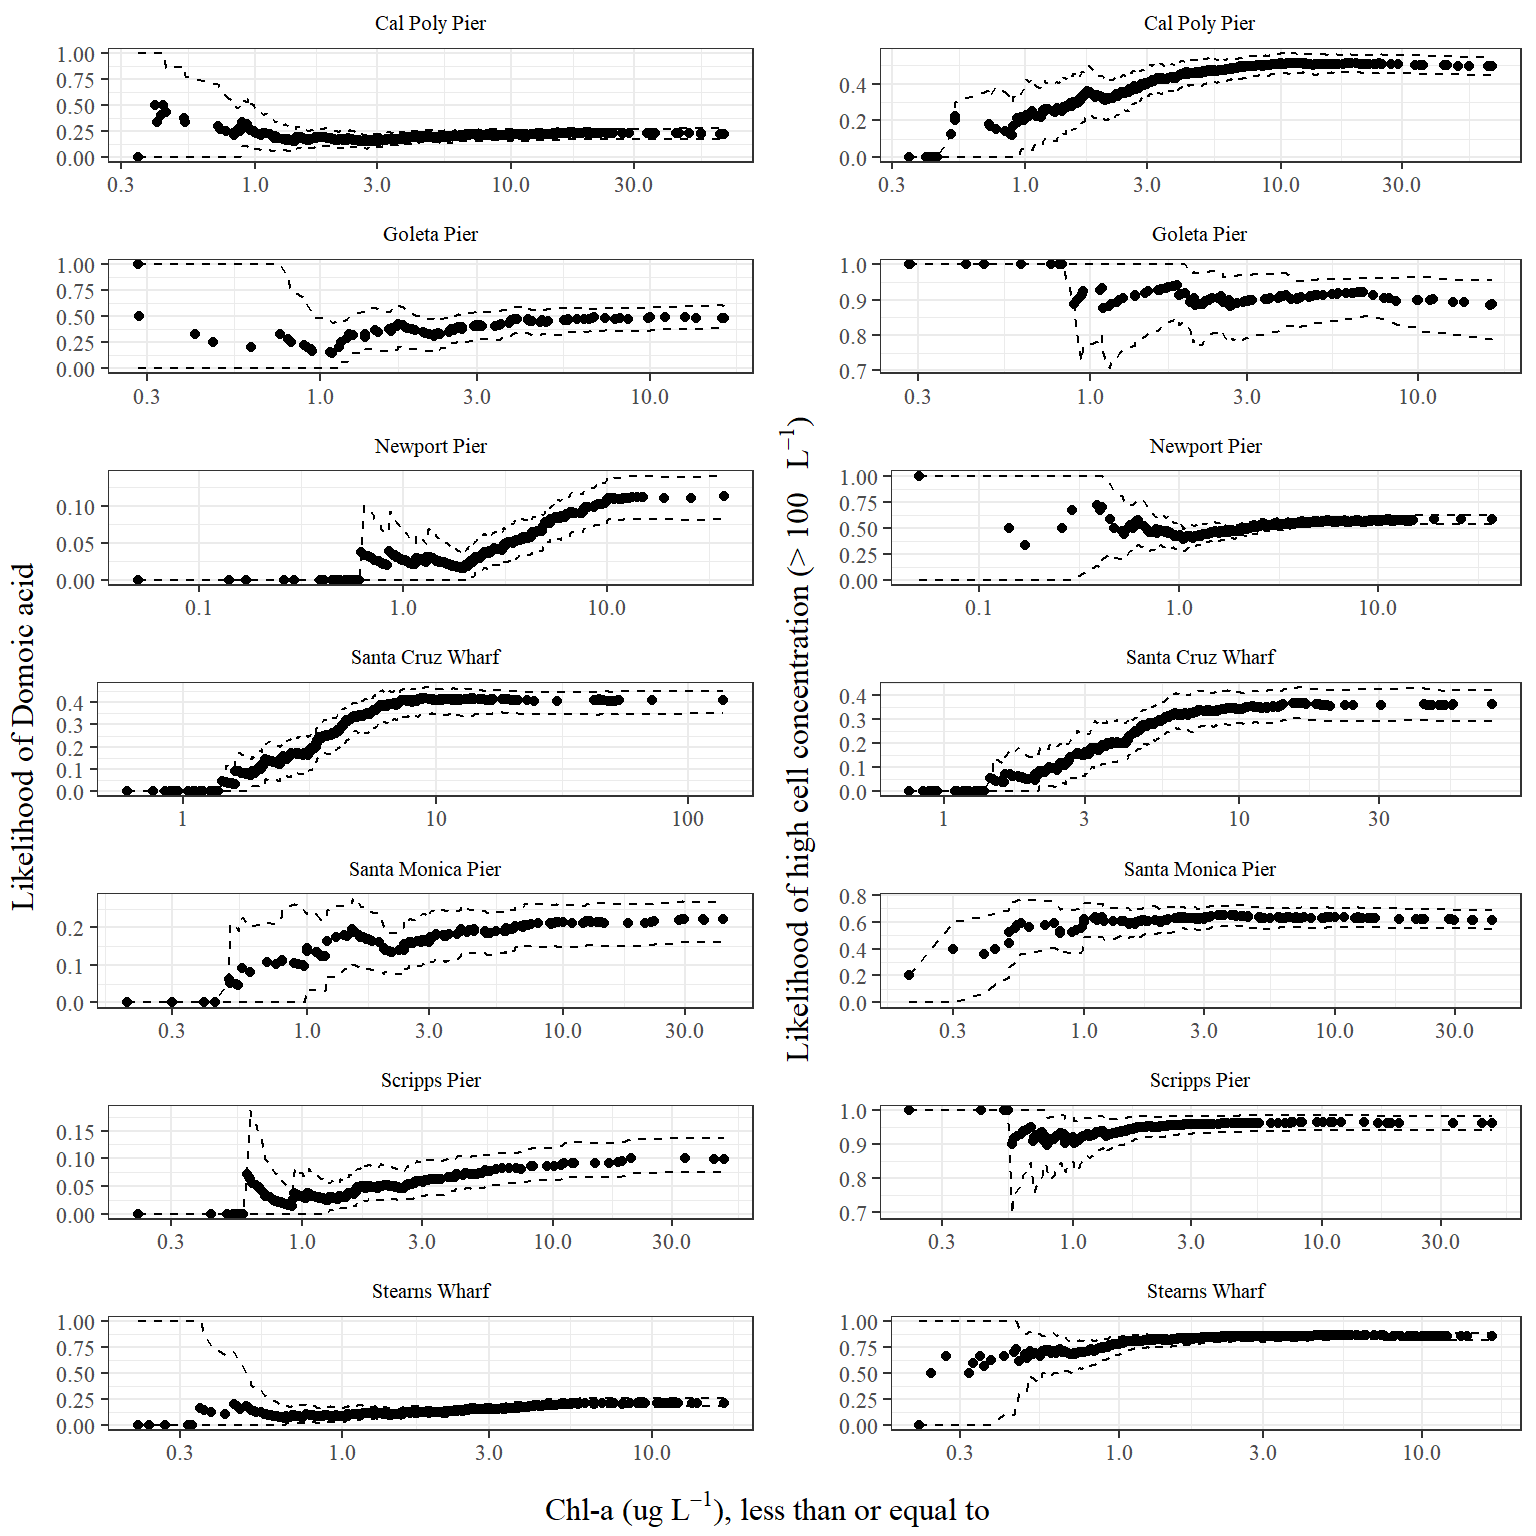 Cal Poly Pier
1.00
0.75
0.50
0.25
0.00
0.3 1.0 3.0 10.0 30.0
Cal Poly Pier
0.4
0.2
0.0
0.3 1.0 3.0 10.0 30.0
Goleta Pier
1.00
0.75
0.50
0.25
0.00
0.3 1.0 3.0 10.0
Goleta Pier
1.0
0.9
0.8
0.7
0.3 1.0 3.0 10.0
Newport Pier
0.10
0.05
0.00
0.1 1.0 10.0
Newport Pier
1.00
0.75
0.50
0.25
0.00
0.1 1.0 10.0
Santa Cruz Wharf
0.4
0.3
0.2
0.1
0.0
1 10 100
Santa Cruz Wharf
0.4
0.3
0.2
0.1
0.0
1 3 10 30
Santa Monica Pier
0.2
0.1
0.0
0.3 1.0 3.0 10.0 30.0
Santa Monica Pier
0.8
0.6
0.4
0.2
0.0
0.3 1.0 3.0 10.0 30.0
Scripps Pier
0.15
0.10
0.05
0.00
0.3 1.0 3.0 10.0 30.0
Scripps Pier
1.0
0.9
0.8
0.7
0.3 1.0 3.0 10.0 30.0
Stearns Wharf
1.00
0.75
0.50
0.25
0.00
0.3 1.0 3.0 10.0
Stearns Wharf
1.00
0.75
0.50
0.25
0.00
0.3 1.0 3.0 10.0
Likelihood of Domoic acid
Likelihood of high cell concentration (> 100 L⁻¹)
Chl-a (ug L⁻¹), less than or equal to